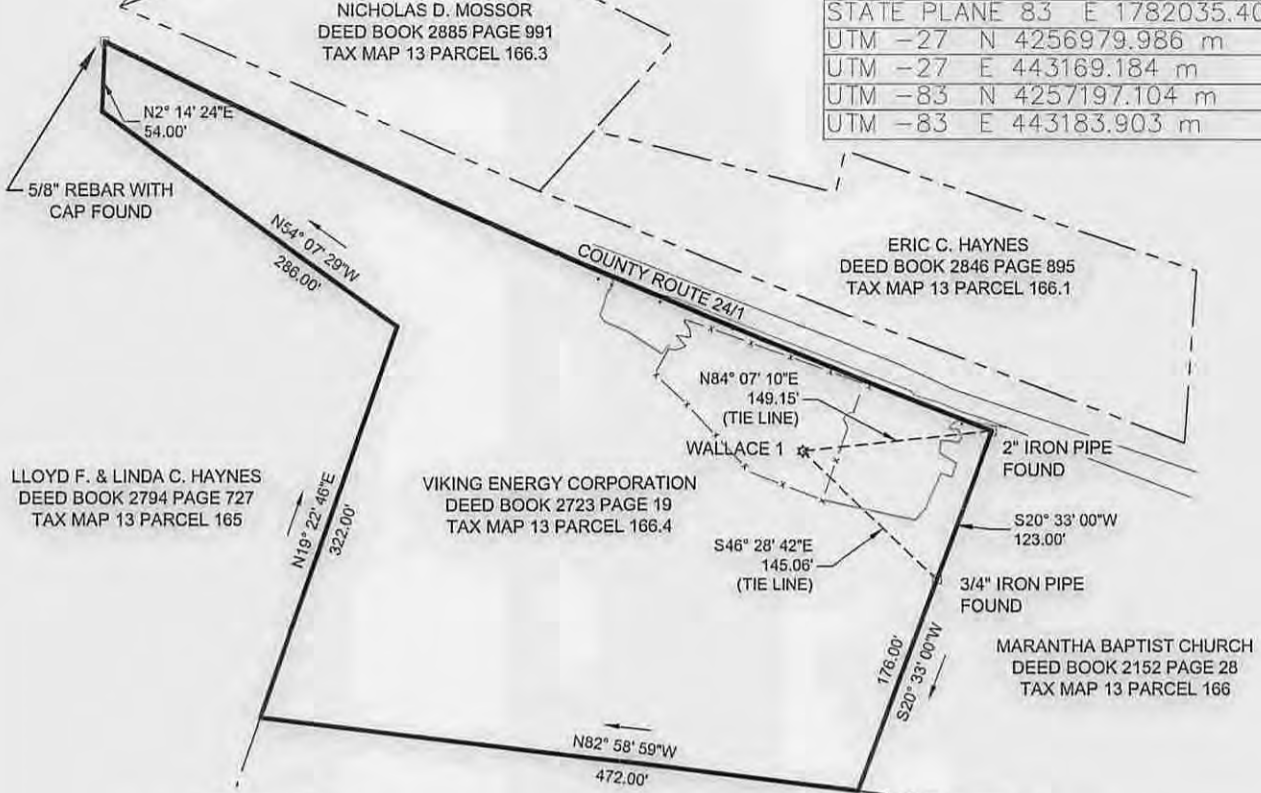 NICHOLAS D. MOSSOR
DEED BOOK 2885 PAGE 991
TAX MAP 13 PARCEL 166.3
STATE PLANE 83 E 1782035.40
UTM -27 N 4256979.986 m
UTM -27 E 443169.184 m
UTM -83 N 4257197.104 m
UTM -83 E 443183.903 m
N2° 14' 24"E
54.00'
5/8" REBAR WITH
CAP FOUND
N54° 07' 29"W
286.00'
COUNTY ROUTE 24/1
ERIC C. HAYNES
DEED BOOK 2846 PAGE 895
TAX MAP 13 PARCEL 166.1
N84° 07' 10"E
149.15'
(TIE LINE)
WALLACE 1
2" IRON PIPE
FOUND
LLOYD F. & LINDA C. HAYNES
DEED BOOK 2794 PAGE 727
TAX MAP 13 PARCEL 165
N19° 22' 46"E
322.00'
VIKING ENERGY CORPORATION
DEED BOOK 2723 PAGE 19
TAX MAP 13 PARCEL 166.4
S20° 33' 00"W
123.00'
S46° 28' 42"E
145.06'
(TIE LINE)
3/4" IRON PIPE
FOUND
176.00'
S20° 33' 00"W
MARANTHA BAPTIST CHURCH
DEED BOOK 2152 PAGE 28
TAX MAP 13 PARCEL 166
N82° 58' 59"W
472.00'